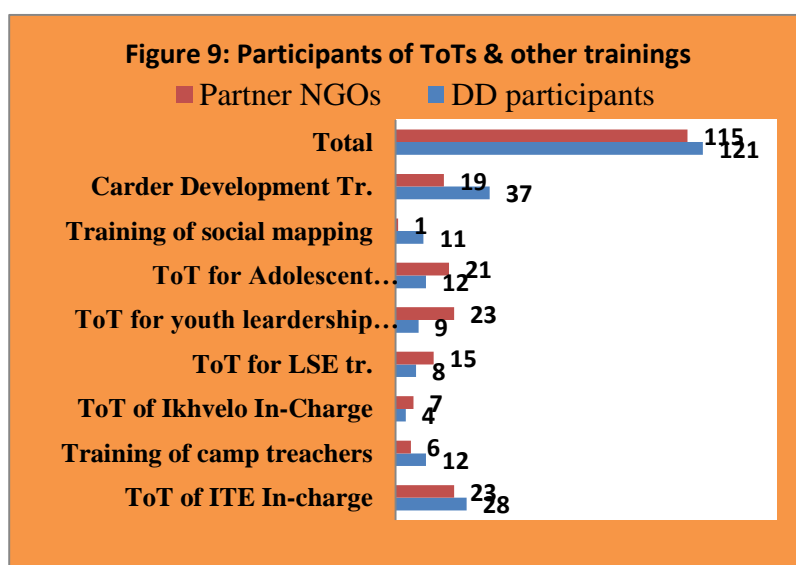 Figure 9: Participants of ToTs & other trainings
Partner NGOs DD participants
Total 115 121
Carder Development Tr. 19 37
Training of social mapping 1 11
ToT for Adolescent… 21 12
ToT for youth leardership… 23 9
ToT for LSE tr. 15 8
ToT of Ikhvelo In-Charge 7 4
Training of camp treachers 6 12
ToT of ITE In-charge 23 28